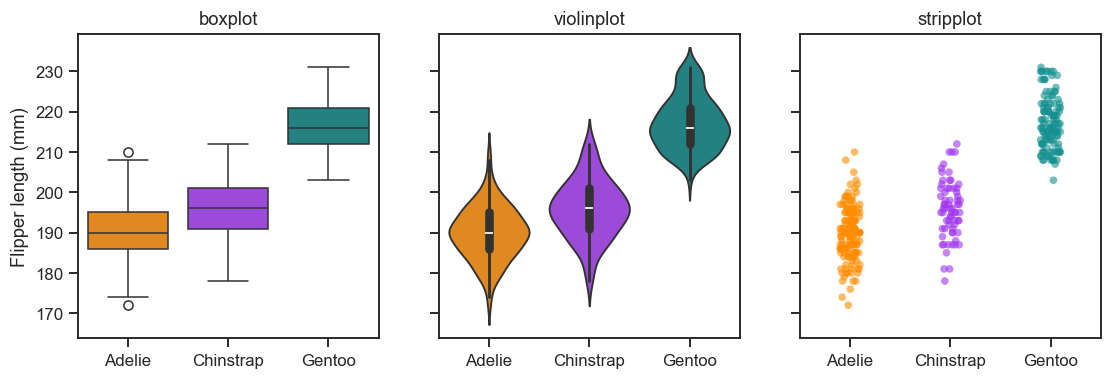 boxplot
violinplot
stripplot
Flipper length (mm)
230
220
210
200
190
180
170
Adelie
Chinstrap
Gentoo
Adelie
Chinstrap
Gentoo
Adelie
Chinstrap
Gentoo